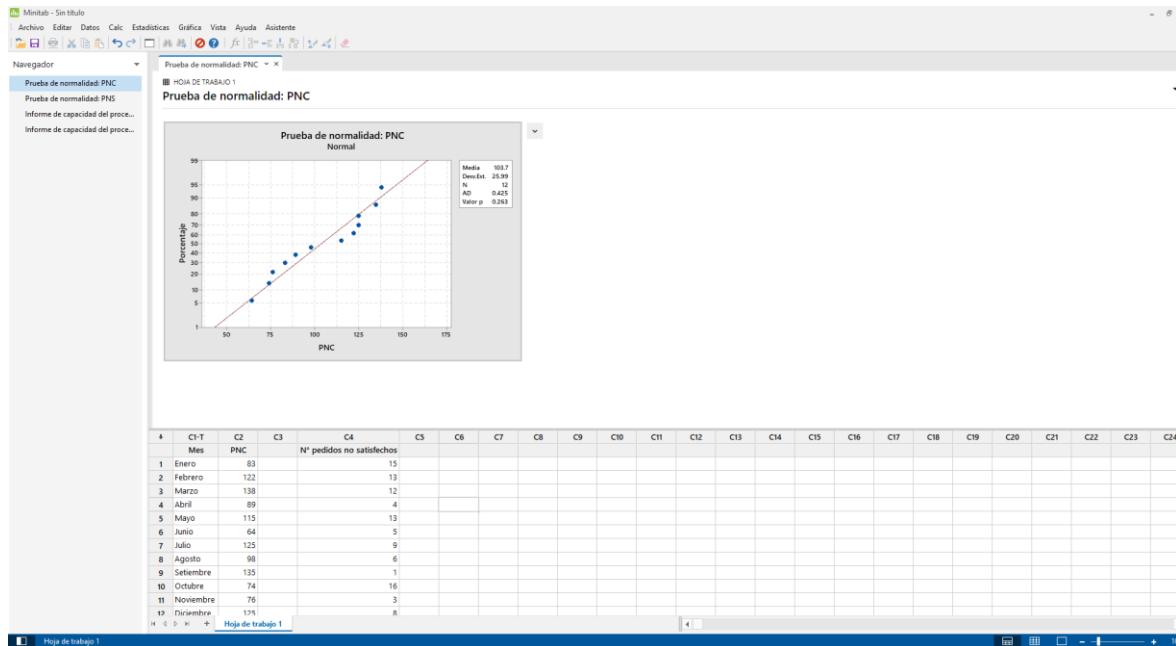 Minitab - Sin título
Archivo Editar Datos Calc Estadísticas Gráfica Vista Ayuda Asistente
Navegador
Prueba de normalidad: PNC
Prueba de normalidad: PNS
Informe de capacidad del proce...
Informe de capacidad del proce...
Prueba de normalidad: PNC
HOJA DE TRABAJO 1
Prueba de normalidad: PNC
Prueba de normalidad: PNC
Normal
Porcentaje
99
95
90
80
70
60
50
40
30
20
10
5
1
50 75 100 125 150 175
PNC
Media 103.7
Desv.Est. 25.99
N 12
AD 0.425
Valor p 0.263
C1-T C2 C3 C4 C5 C6 C7 C8 C9 C10 C11 C12 C13 C14 C15 C16 C17 C18 C19 C20 C21 C22 C23 C24
Mes PNC N° pedidos no satisfechos
1 Enero 83 15
2 Febrero 122 13
3 Marzo 138 12
4 Abril 89 4
5 Mayo 115 13
6 Junio 64 5
7 Julio 125 9
8 Agosto 98 6
9 Setiembre 135 1
10 Octubre 74 16
11 Noviembre 76 3
12 Diciembre 125 8
Hoja de trabajo 1
Hoja de trabajo 1